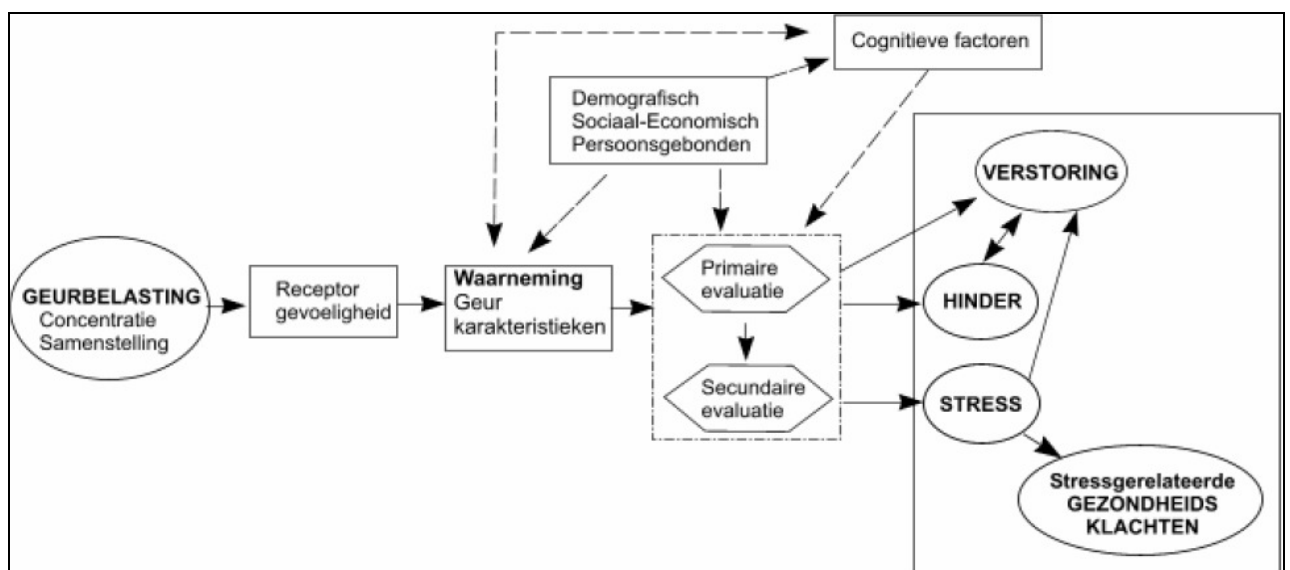 Cognitieve factoren
Demografisch
Sociaal-Economisch
Persoonsgebonden
VERSTORING
GEURBELASTING
Concentratie
Samenstelling
Receptor
gevoeligheid
Waarneming
Geur
karakteristieken
Primaire
evaluatie
HINDER
Secundaire
evaluatie
STRESS
Stressgerelateerde
GEZONDHEIDS
KLACHTEN